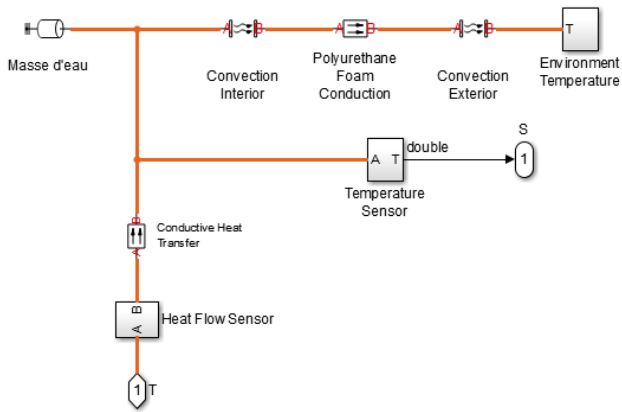 Masse d'eau
A
B
Convection
Interior
A
B
Polyurethane
Foam
Conduction
A
B
Convection
Exterior
T
Environment
Temperature
A T
double
Temperature
Sensor
S
1
B
A
Conductive Heat
Transfer
B
A
Heat Flow Sensor
1
T